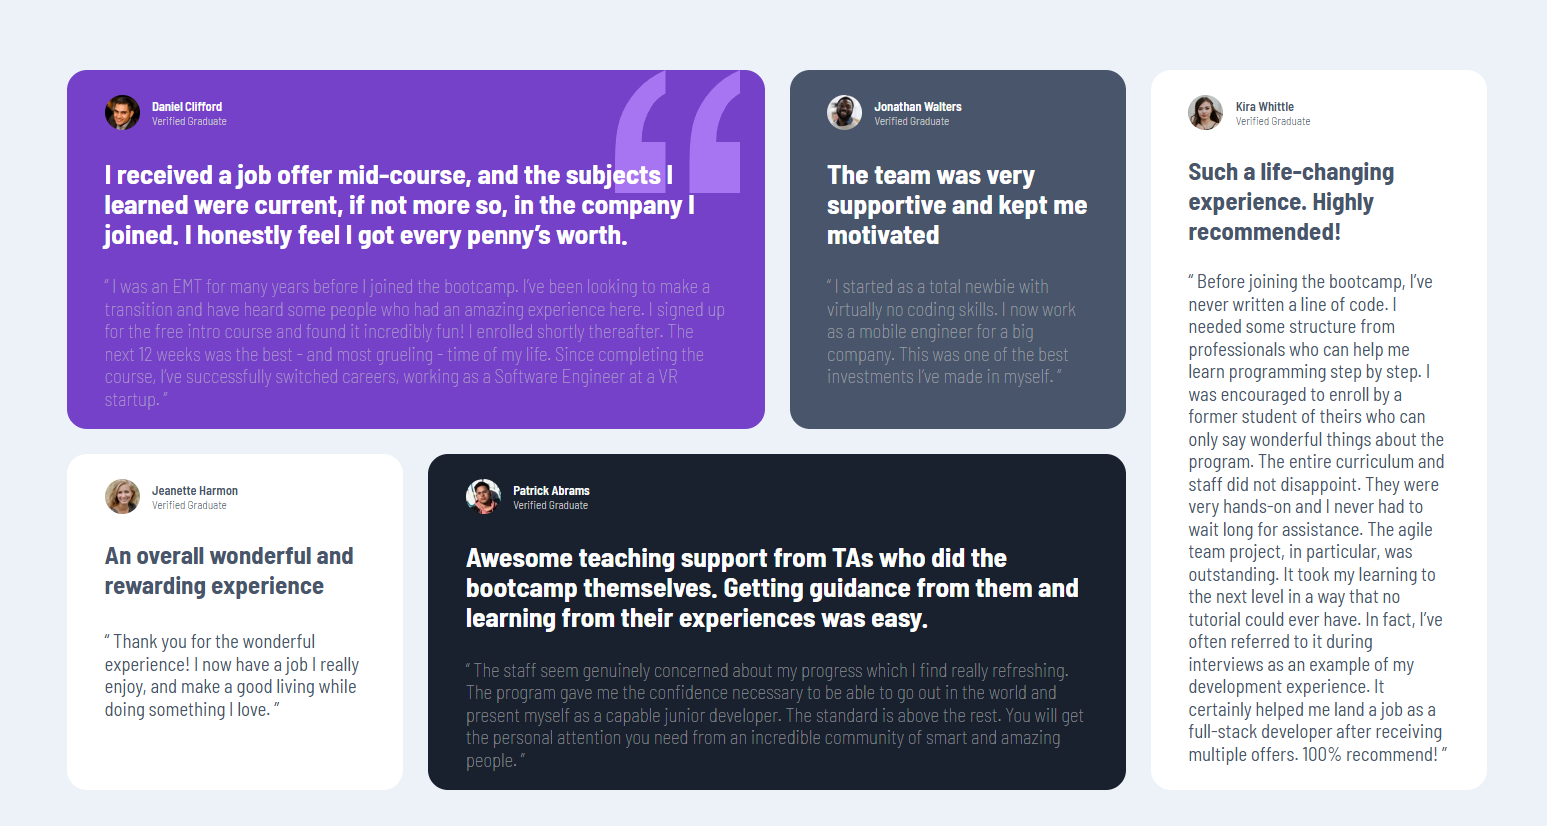 Daniel Clifford
Verified Graduate
I received a job offer mid-course, and the subjects I
learned were current, if not more so, in the company I
joined. I honestly feel I got every penny’s worth.
“ I was an EMT for many years before I joined the bootcamp. I’ve been looking to make a
transition and have heard some people who had an amazing experience here. I signed up
for the free intro course and found it incredibly fun! I enrolled shortly thereafter. The
next 12 weeks was the best - and most grueling - time of my life. Since completing the
course, I’ve successfully switched careers, working as a Software Engineer at a VR
startup. ”
Jonathan Walters
Verified Graduate
The team was very
supportive and kept me
motivated
“ I started as a total newbie with
virtually no coding skills. I now work
as a mobile engineer for a big
company. This was one of the best
investments I’ve made in myself. ”
Kira Whittle
Verified Graduate
Such a life-changing
experience. Highly
recommended!
“ Before joining the bootcamp, I’ve
never written a line of code. I
needed some structure from
professionals who can help me
learn programming step by step. I
was encouraged to enroll by a
former student of theirs who can
only say wonderful things about the
program. The entire curriculum and
staff did not disappoint. They were
very hands-on and I never had to
wait long for assistance. The agile
team project, in particular, was
outstanding. It took my learning to
the next level in a way that no
tutorial could ever have. In fact, I’ve
often referred to it during
interviews as an example of my
development experience. It
certainly helped me land a job as a
full-stack developer after receiving
multiple offers. 100% recommend! ”
Jeanette Harmon
Verified Graduate
An overall wonderful and
rewarding experience
“ Thank you for the wonderful
experience! I now have a job I really
enjoy, and make a good living while
doing something I love. ”
Patrick Abrams
Verified Graduate
Awesome teaching support from TAs who did the
bootcamp themselves. Getting guidance from them and
learning from their experiences was easy.
“ The staff seem genuinely concerned about my progress which I find really refreshing.
The program gave me the confidence necessary to be able to go out in the world and
present myself as a capable junior developer. The standard is above the rest. You will get
the personal attention you need from an incredible community of smart and amazing
people. ”